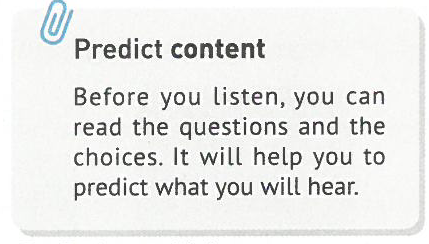 Predict content
Before you listen, you can
read the questions and the
choices. It will help you to
predict what you will hear.